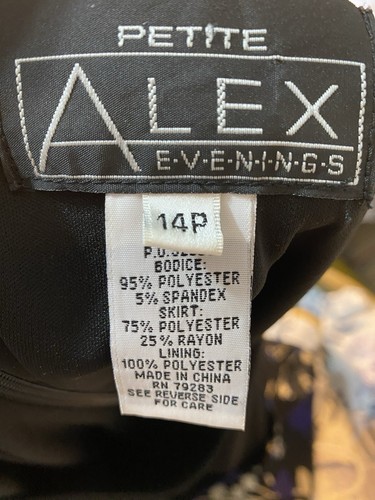 PETITE
ALEX
E·V·E·N·I·N·G·S
14P
BODICE:
95% POLYESTER
5% SPANDEX
SKIRT:
75% POLYESTER
25% RAYON
LINING:
100% POLYESTER
MADE IN CHINA
RN 79283
SEE REVERSE SIDE
FOR CARE